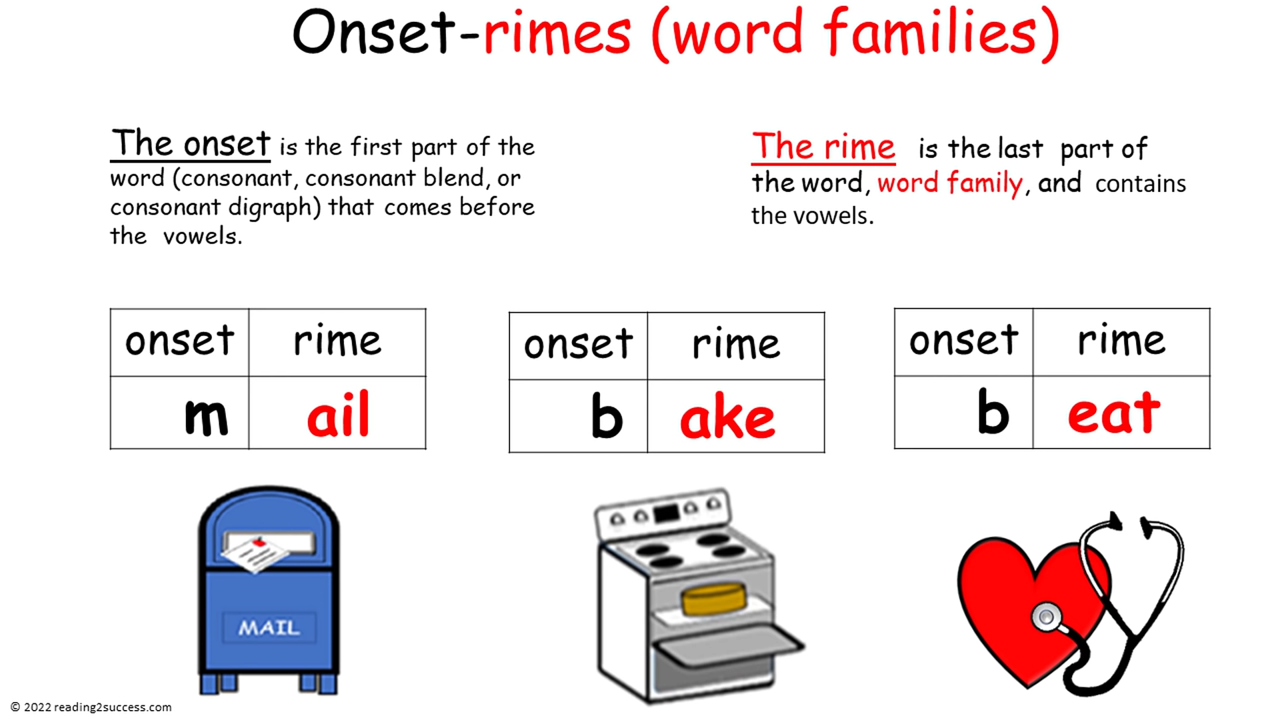 Onset-rimes (word families)
The onset is the first part of the
word (consonant, consonant blend, or
consonant digraph) that comes before
the vowels.
The rime is the last part of
the word, word family, and contains
the vowels.
onset rime
m ail
onset rime
b ake
onset rime
b eat
MAIL
© 2022 reading2success.com